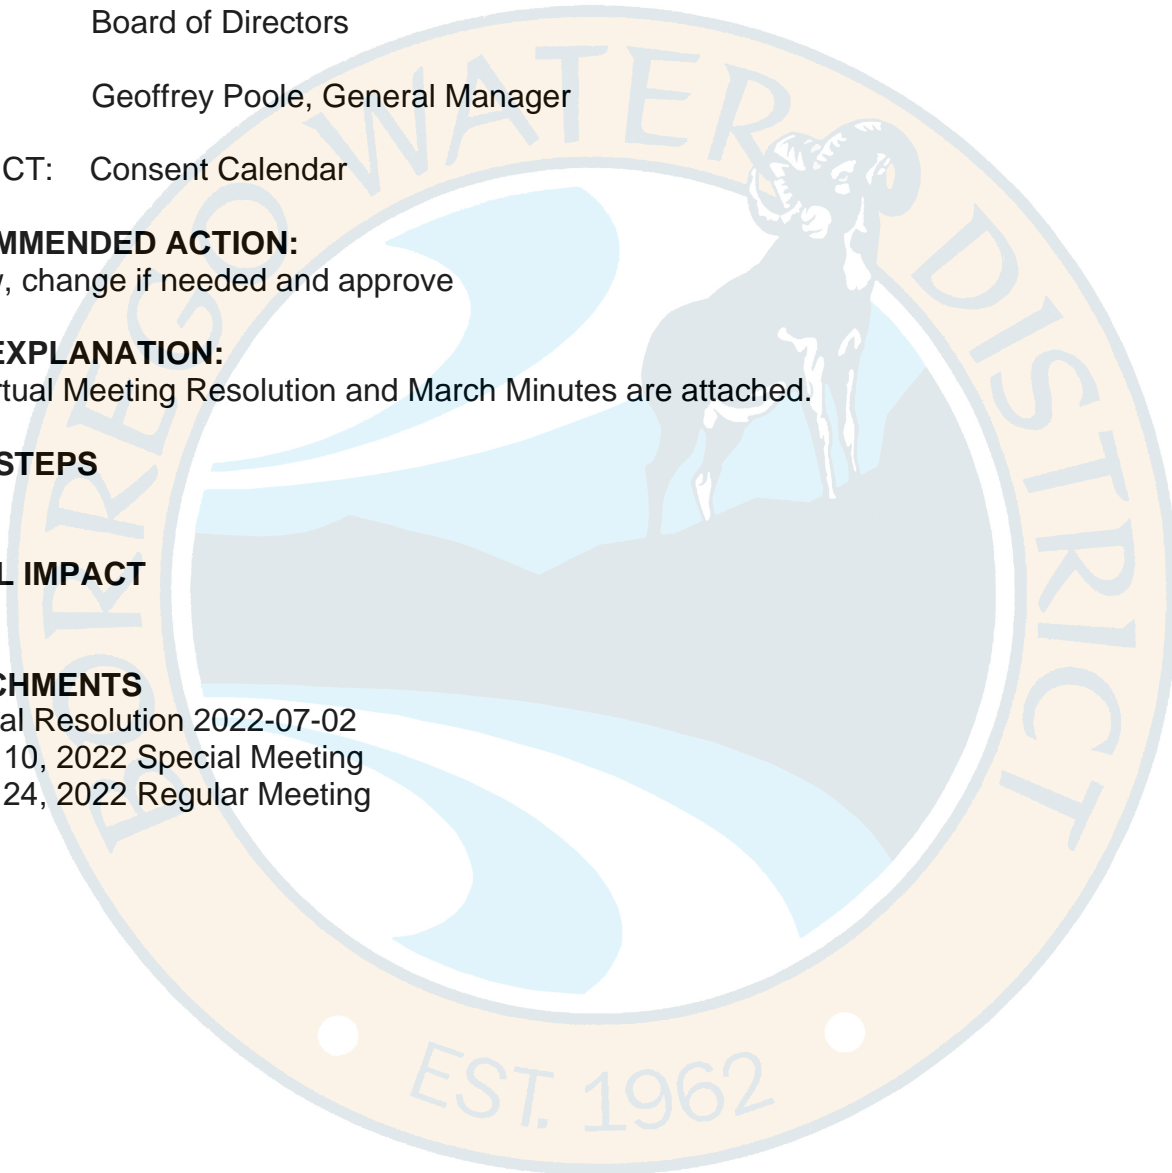 Board of Directors
Geoffrey Poole, General Manager
CT: Consent Calendar
MMENDED ACTION:
, change if needed and approve
EXPLANATION:
rtual Meeting Resolution and March Minutes are attached.
STEPS
L IMPACT
CHMENTS
al Resolution 2022-07-02
10, 2022 Special Meeting
24, 2022 Regular Meeting
BORREGO WATER DISTRICT
EST. 1962